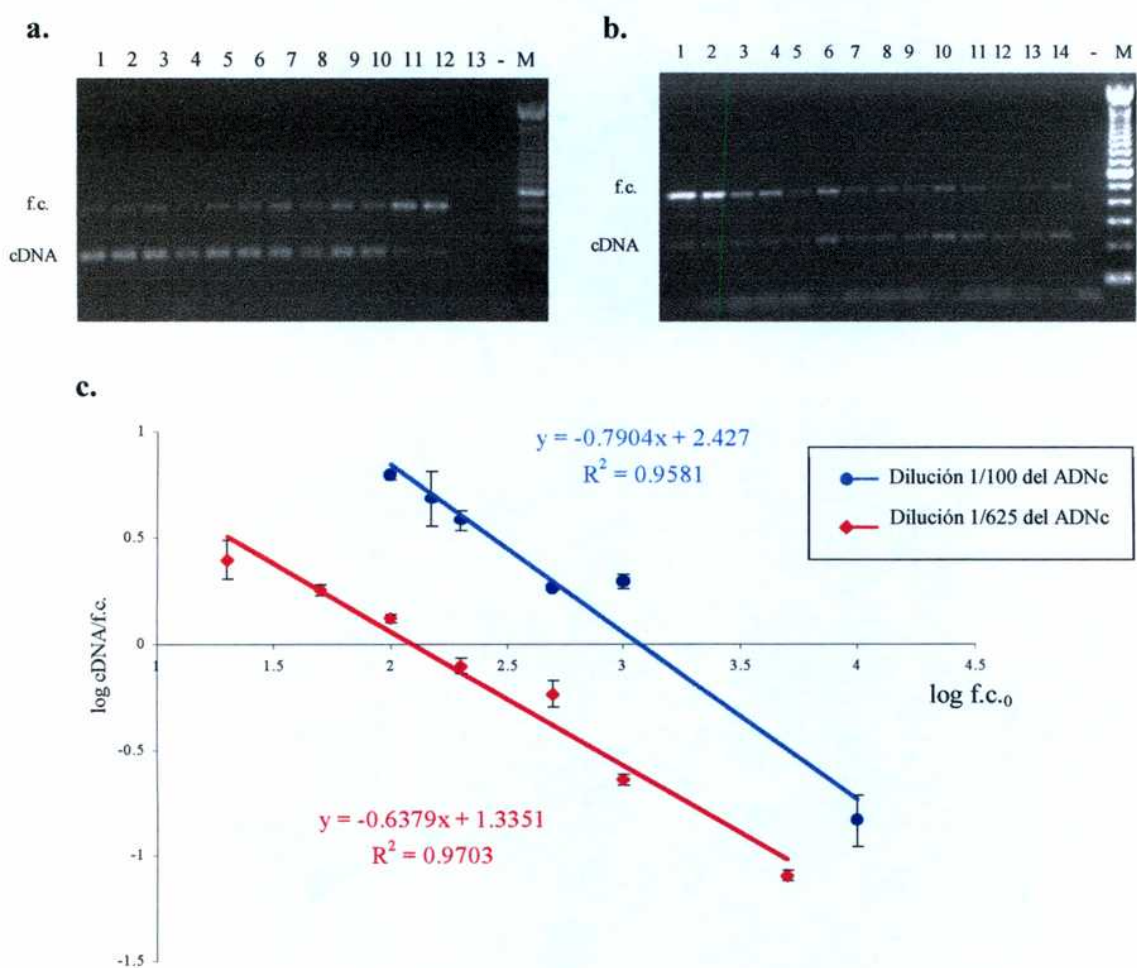 a.
1 2 3 4 5 6 7 8 9 10 11 12 13 - M
f.c.
cDNA
b.
1 2 3 4 5 6 7 8 9 10 11 12 13 14 - M
f.c.
cDNA
c.
y = -0.7904x + 2.427
R² = 0.9581
Dilución 1/100 del ADNc
Dilución 1/625 del ADNc
1
0.5
0
-0.5
-1
-1.5
log cDNA/f.c.
1 1.5 2 2.5 3 3.5 4 4.5
log f.c.₀
y = -0.6379x + 1.3351
R² = 0.9703